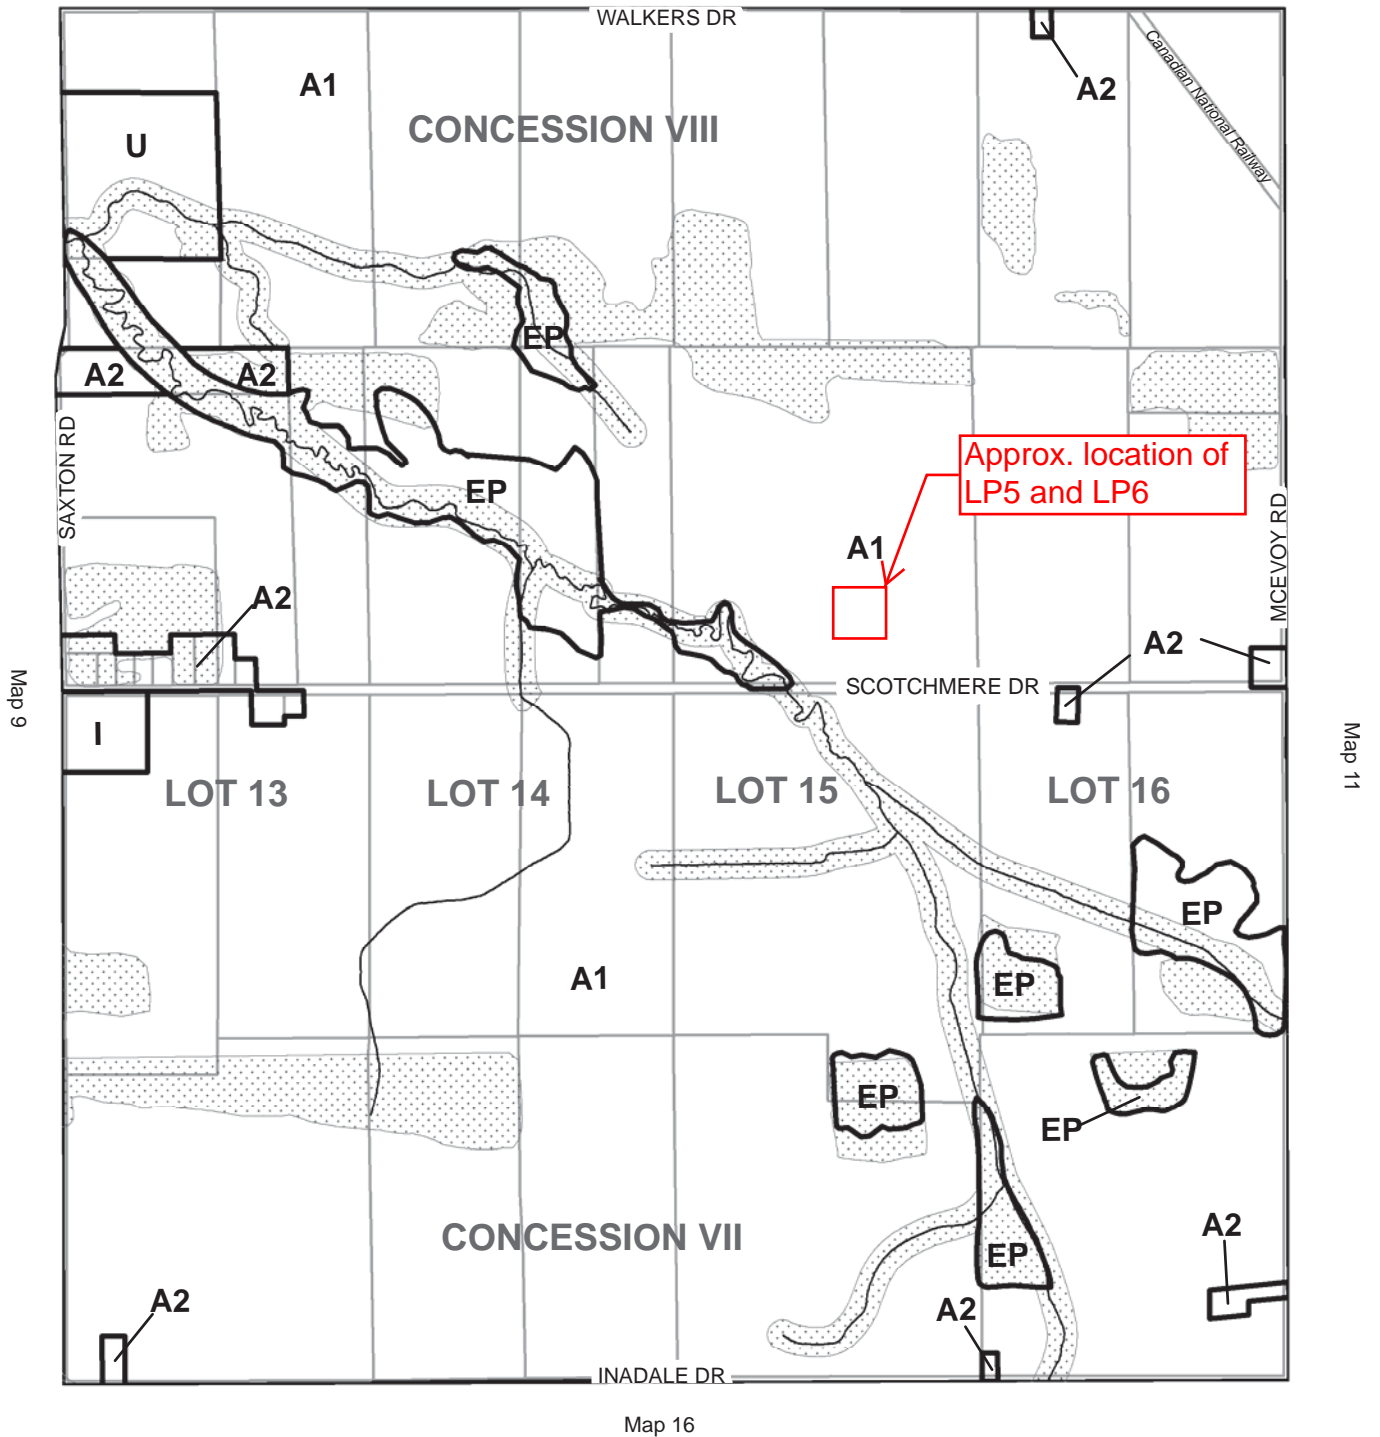 WALKERS DR
A1
A2
Canadian National Railway
CONCESSION VIII
U
EP
A2
A2
SAXTON RD
Approx. location of
LP5 and LP6
EP
MCEVOY RD
A1
A2
A2
Map 9
SCOTCHMERE DR
I
Map 11
LOT 13
LOT 14
LOT 15
LOT 16
EP
A1
EP
EP
EP
CONCESSION VII
A2
EP
A2
A2
INADALE DR
Map 16